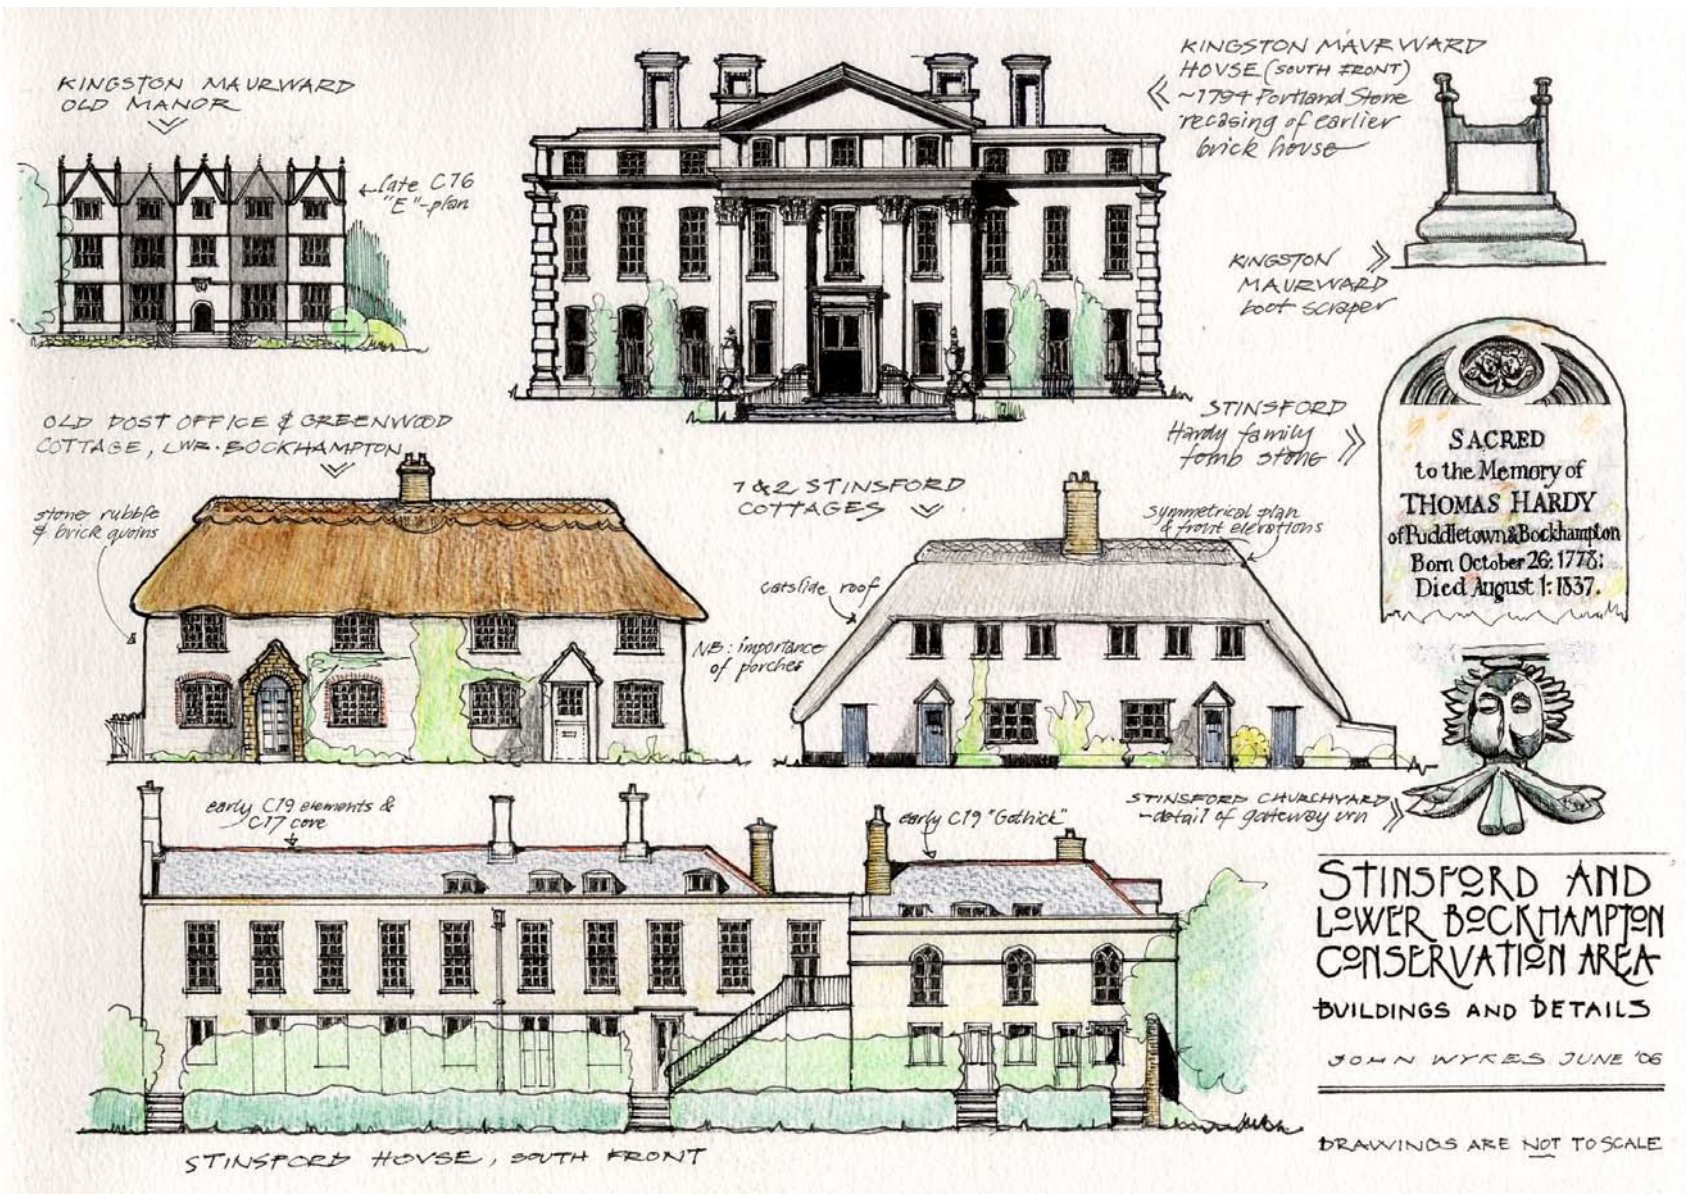 KINGSTON MAURWARD
OLD MANOR
late C16
"E"-plan
KINGSTON MAVRWARD
HOVSE (SOUTH FRONT)
~1794 Portland Stone
recasing of earlier
brick house
KINGSTON
MAURWARD
boot scraper
OLD POST OFFICE & GREENWOOD
COTTAGE, LWR. BOCKHAMPTON
stone rubble
& brick quoins
1 & 2 STINSFORD
COTTAGES
symmetrical plan
& front elevations
catslide roof
NB: importance
of porches
STINSFORD
Hardy family
tomb stone
SACRED
to the Memory of
THOMAS HARDY
of Puddletown & Bockhampton
Born October 26: 1778:
Died August 1: 1837.
STINSFORD CHURCHYARD
-detail of gateway urn
early C19 elements &
C17 core
early C19 "Gothick"
STINSFORD HOVSE, SOUTH FRONT
STINSFORD AND
LOWER BOCKHAMPTON
CONSERVATION AREA
BUILDINGS AND DETAILS
JOHN WYKES JUNE '06
DRAWINGS ARE NOT TO SCALE